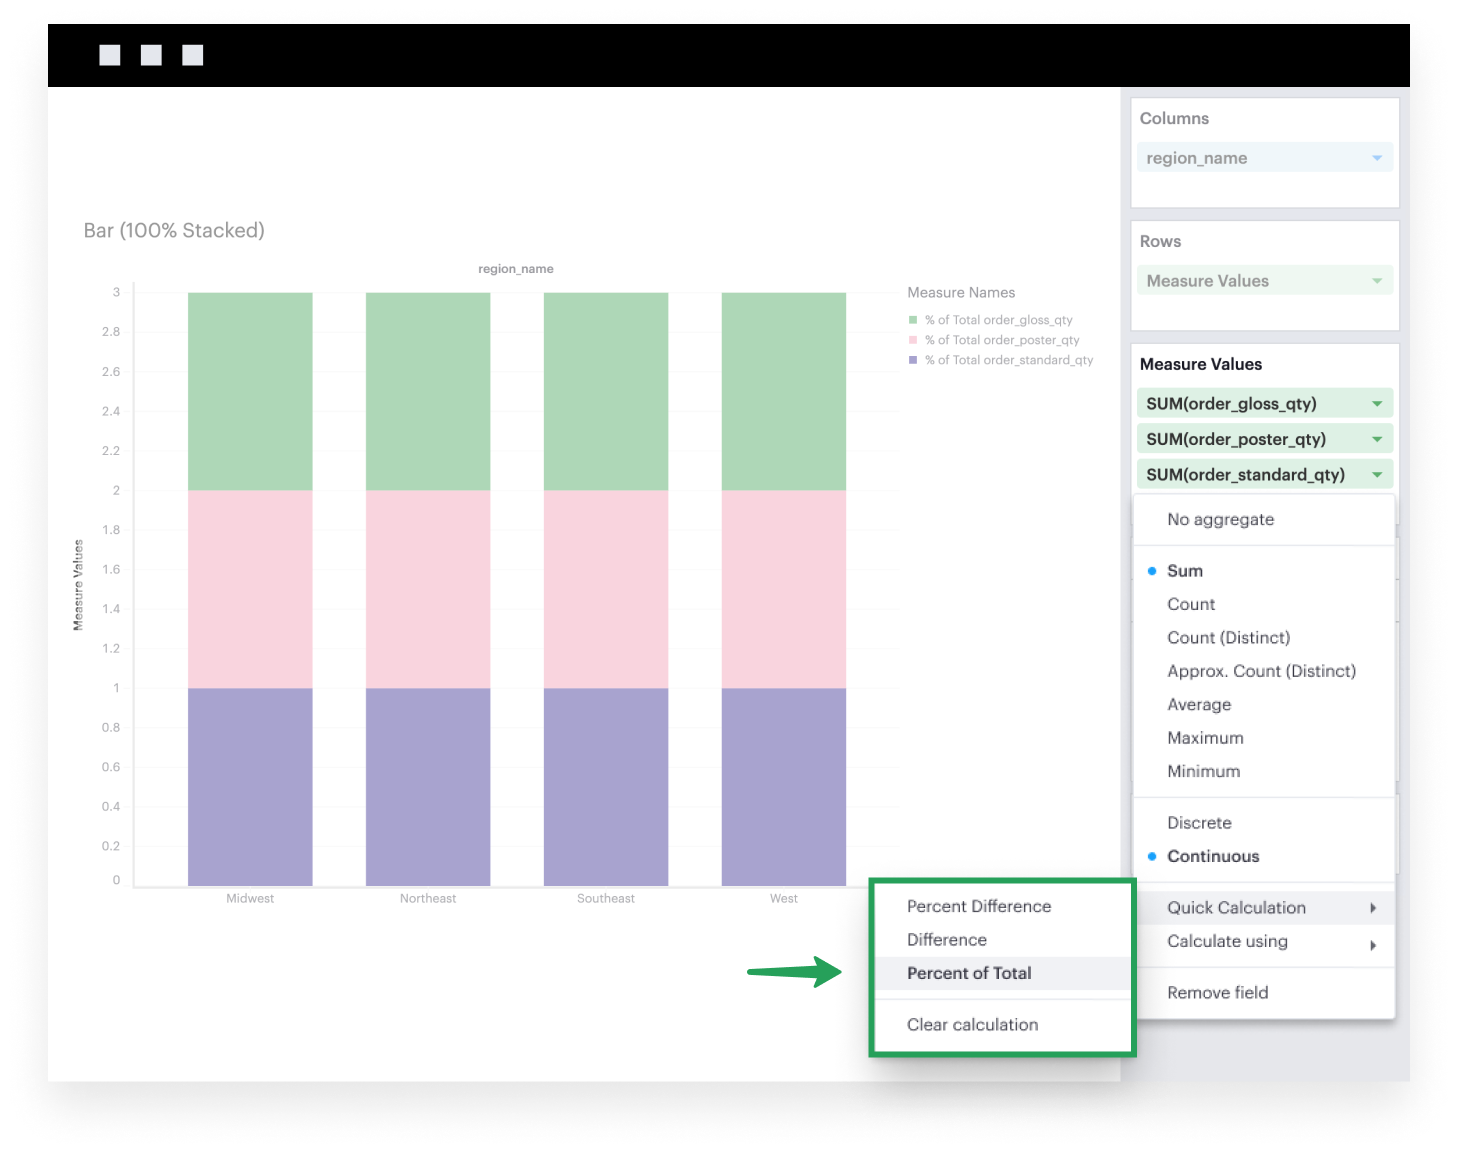 Bar (100% Stacked)
region_name
3
2.8
2.6
2.4
2.2
2
1.8
1.6
1.4
1.2
1
0.8
0.6
0.4
0.2
0
Measure Values
Midwest
Northeast
Southeast
West
Measure Names
% of Total order_gloss_qty
% of Total order_poster_qty
% of Total order_standard_qty
Columns
region_name
Rows
Measure Values
Measure Values
SUM(order_gloss_qty)
SUM(order_poster_qty)
SUM(order_standard_qty)
No aggregate
Sum
Count
Count (Distinct)
Approx. Count (Distinct)
Average
Maximum
Minimum
Discrete
Continuous
Quick Calculation
Calculate using
Remove field
Percent Difference
Difference
Percent of Total
Clear calculation